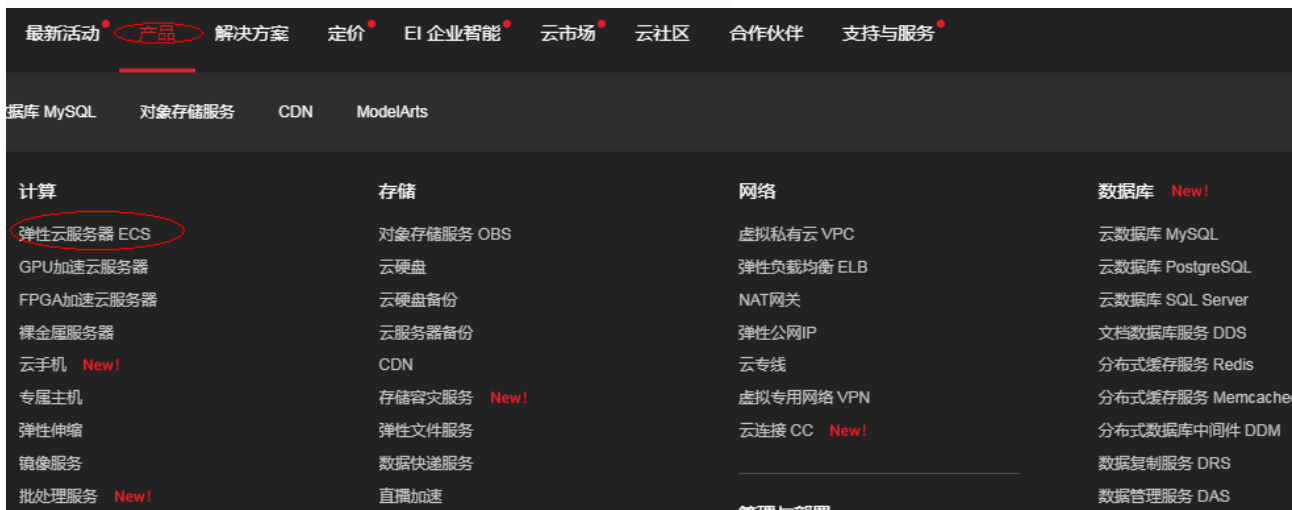 最新活动 产品 解决方案 定价 EI 企业智能 云市场 云社区 合作伙伴 支持与服务
据库 MySQL 对象存储服务 CDN ModelArts
计算 存储 网络 数据库 New!
弹性云服务器 ECS 对象存储服务 OBS 虚拟私有云 VPC 云数据库 MySQL
GPU加速云服务器 云硬盘 弹性负载均衡 ELB 云数据库 PostgreSQL
FPGA加速云服务器 云硬盘备份 NAT网关 云数据库 SQL Server
裸金属服务器 云服务器备份 弹性公网IP 文档数据库服务 DDS
云手机 New! CDN 云专线 分布式缓存服务 Redis
专属主机 存储容灾服务 New! 虚拟专用网络 VPN 分布式缓存服务 Memcache
弹性伸缩 弹性文件服务 云连接 CC New! 分布式数据库中间件 DDM
镜像服务 数据快递服务 数据复制服务 DRS
批处理服务 New! 直播加速 管理与部署 数据管理服务 DAS